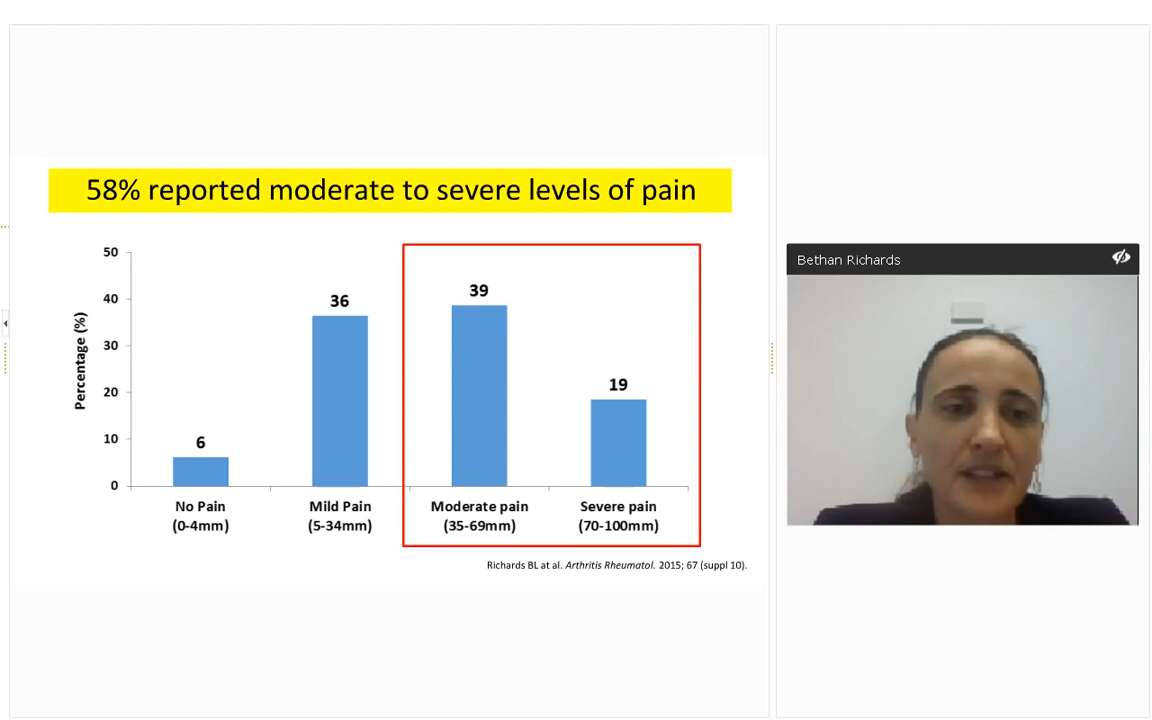 58% reported moderate to severe levels of pain
50
40
30
20
10
0
Percentage (%)
6
36
39
19
No Pain
(0-4mm)
Mild Pain
(5-34mm)
Moderate pain
(35-69mm)
Severe pain
(70-100mm)
Richards BL at al. Arthritis Rheumatol. 2015; 67 (suppl 10).
Bethan Richards